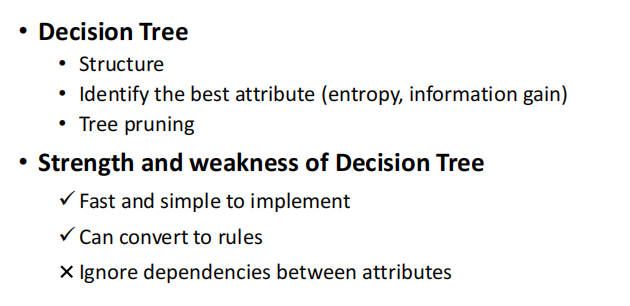 • Decision Tree
• Structure
• Identify the best attribute (entropy, information gain)
• Tree pruning
• Strength and weakness of Decision Tree
✓ Fast and simple to implement
✓ Can convert to rules
✕ Ignore dependencies between attributes